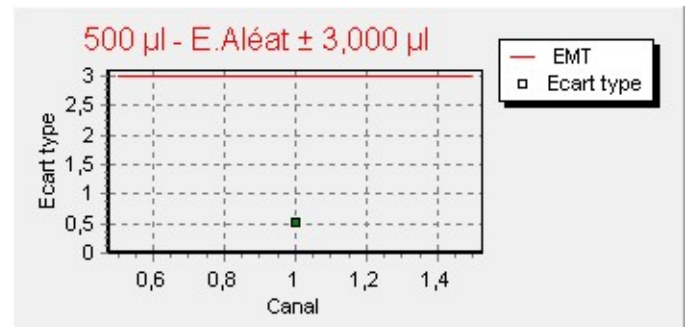 500 µl - E.Aléat ± 3,000 µl
EMT
Ecart type
Ecart type
3
2,5
2
1,5
1
0,5
0
0,6 0,8 1 1,2 1,4
Canal